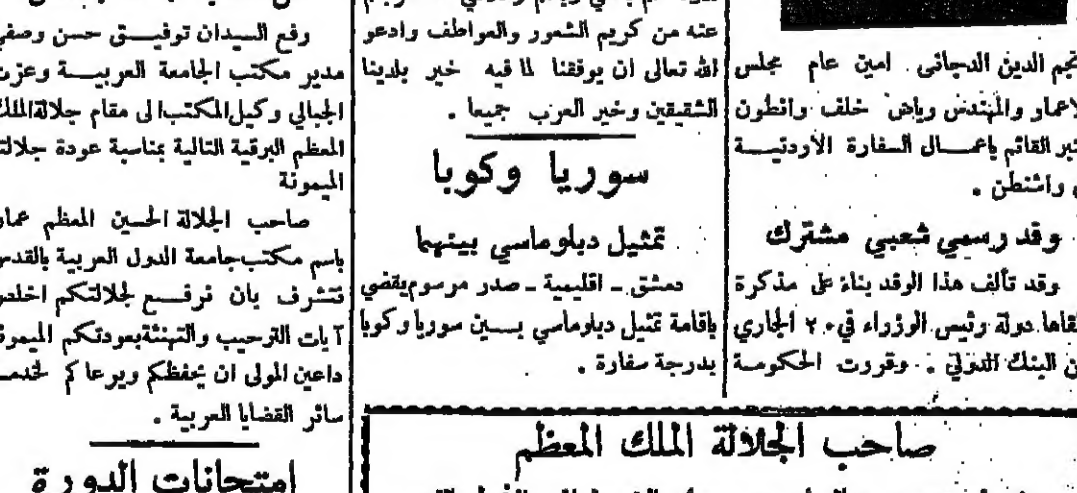 نجم الدين الدجاني . امين عام مجلس
الاعمار والمهندس رياض خلف وانطون
القائم باعمال السفارة الأردنية
واشنطن .
وفد رسمي شعبي مشترك
وقد تألف هذا الوفد بناءً على مذكرة
دولة رئيس الوزراء في ٢٠ الجاري
البنك الدولي . وقررت الحكومة
عنه من كريم الشعور والعواطف وادعو
الله تعالى ان يوفقنا لما فيه خير بلدينا
الشقيقين وخير العرب جميعا .
سوريا وكوبا
تمثيل دبلوماسي بينهما
دمشق - اقليمية - صدر مرسوم يقضي
باقامة تمثيل دبلوماسي بين سوريا وكوبا
بدرجة سفارة .
صاحب الجلالة الملك المعظم
رفع السيدان توفيق حسن وصفي
مدير مكتب الجامعة العربية وعزت
الجبالي وكيل المكتب الى مقام جلالة الملك
المعظم البرقية التالية بمناسبة عودة جلالته
الميمونة
صاحب الجلالة الحسين المعظم عمان
باسم مكتب جامعة الدول العربية بالقدس
نتشرف بان نرفع لجلالتكم اخلص
آيات الترحيب والتهنئة بعودتكم الميمونة
داعين المولى ان يحفظكم ويرعاكم لخدمة
سائر القضايا العربية .
امتحانات الدورة